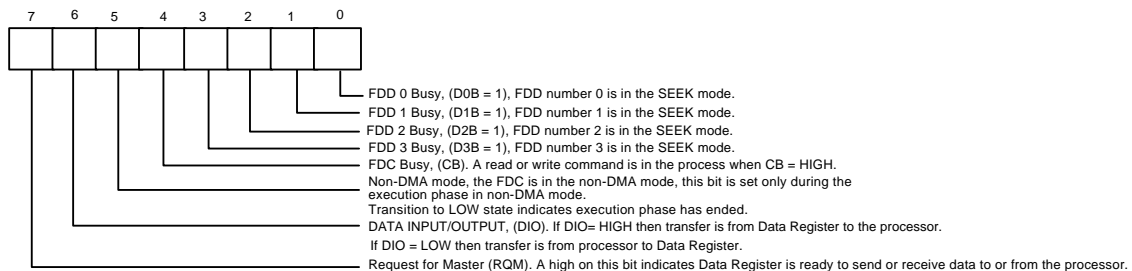 7 6 5 4 3 2 1 0
FDD 0 Busy, (D0B = 1), FDD number 0 is in the SEEK mode.
FDD 1 Busy, (D1B = 1), FDD number 1 is in the SEEK mode.
FDD 2 Busy, (D2B = 1), FDD number 2 is in the SEEK mode.
FDD 3 Busy, (D3B = 1), FDD number 3 is in the SEEK mode.
FDC Busy, (CB). A read or write command is in the process when CB = HIGH.
Non-DMA mode, the FDC is in the non-DMA mode, this bit is set only during the
execution phase in non-DMA mode.
Transition to LOW state indicates execution phase has ended.
DATA INPUT/OUTPUT, (DIO). If DIO= HIGH then transfer is from Data Register to the processor.
If DIO = LOW then transfer is from processor to Data Register.
Request for Master (RQM). A high on this bit indicates Data Register is ready to send or receive data to or from the processor.